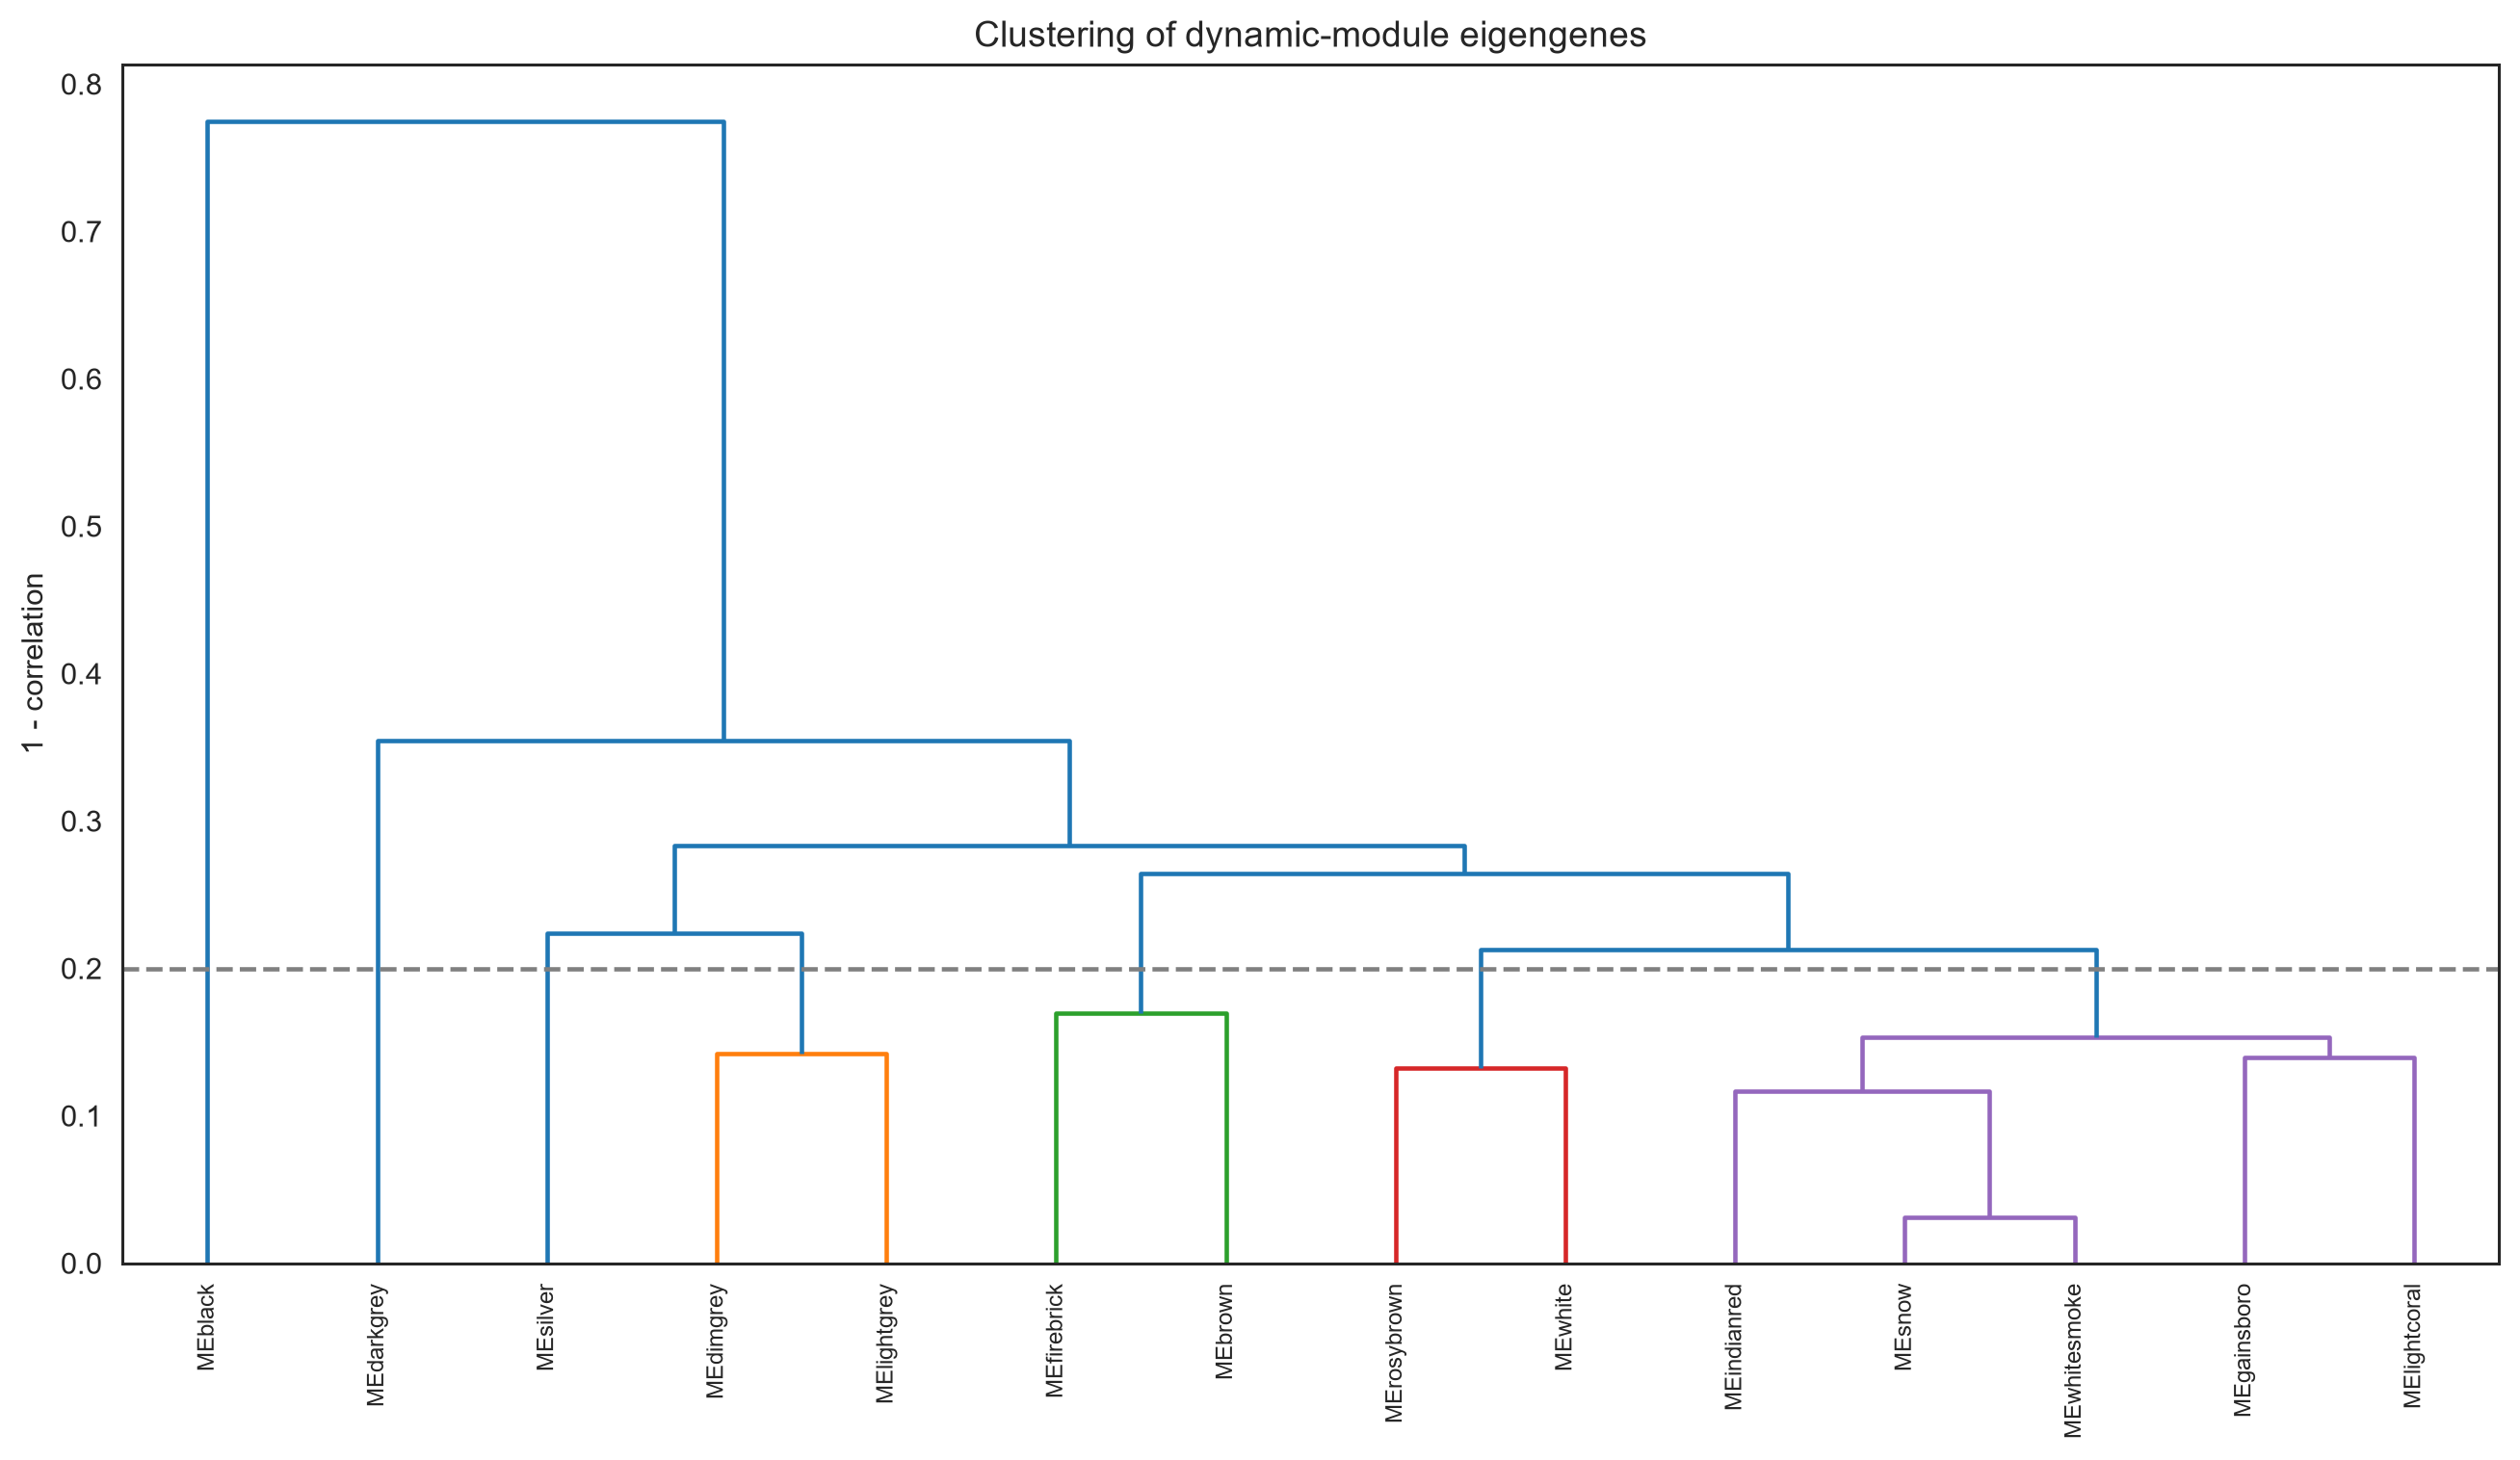 Clustering of dynamic-module eigengenes
1 - correlation
0.8
0.7
0.6
0.5
0.4
0.3
0.2
0.1
0.0
MEblack
MEdarkgrey
MEsilver
MEdimgrey
MElightgrey
MEfirebrick
MEbrown
MErosybrown
MEwhite
MEindianred
MEsnow
MEwhitesmoke
MEgainsboro
MElightcoral